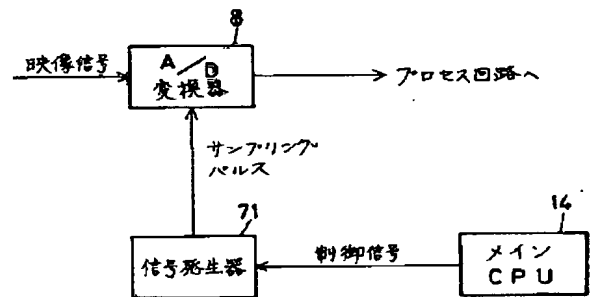 8
映像信号
A/D
変換器
プロセス回路へ
サンプリング
パルス
71
14
信号発生器
制御信号
メイン
CPU